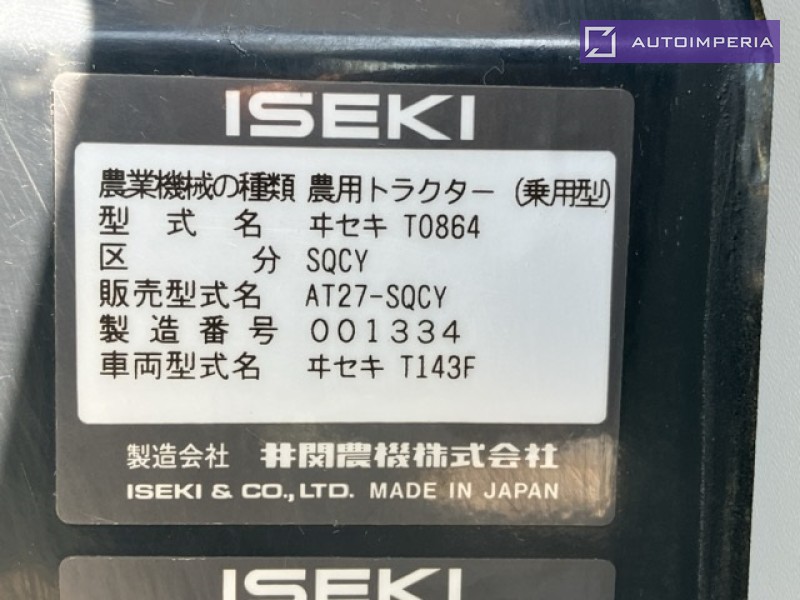 AUTOIMPERIA
ISEKI
農業機械の種類 農用トラクター (乗用型)
型式名 ヰセキ T0864
区分 SQCY
販売型式名 AT27-SQCY
製造番号 001334
車両型式名 ヰセキ T143F
製造会社 井関農機株式会社
ISEKI & CO., LTD. MADE IN JAPAN
ISEKI